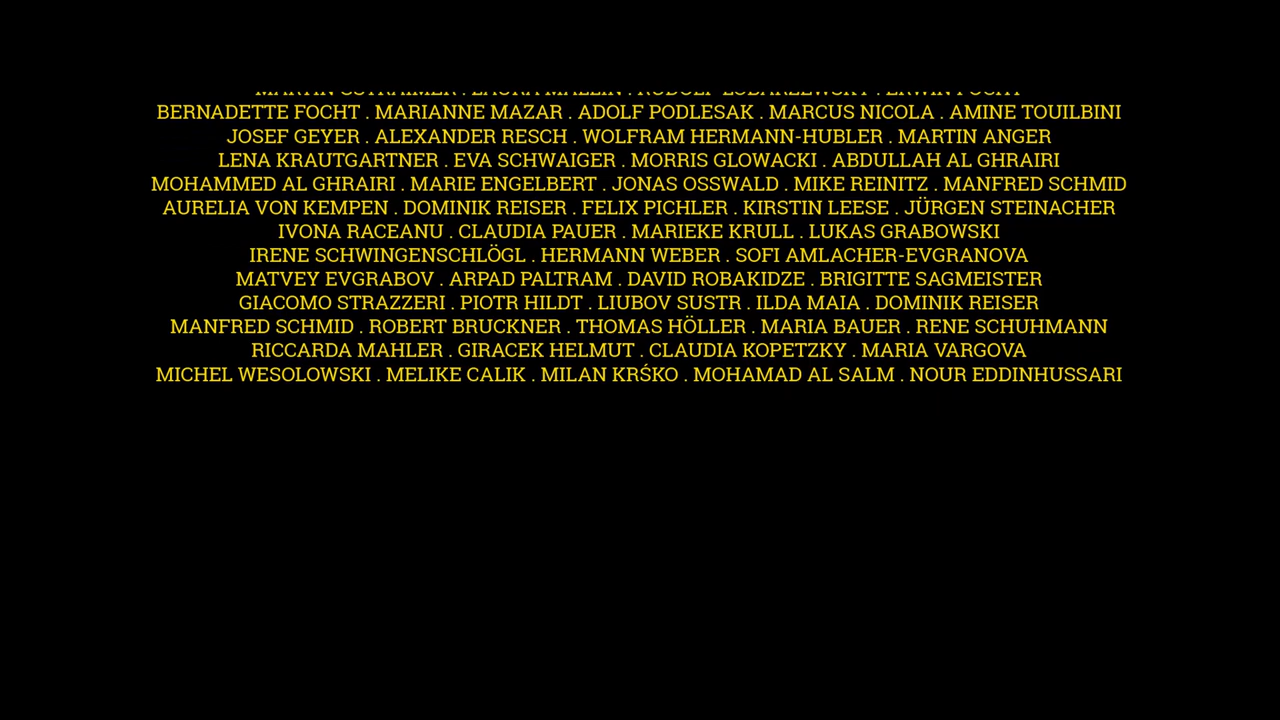 BERNADETTE FOCHT . MARIANNE MAZAR . ADOLF PODLESAK . MARCUS NICOLA . AMINE TOUILBINI
JOSEF GEYER . ALEXANDER RESCH . WOLFRAM HERMANN-HUBLER . MARTIN ANGER
LENA KRAUTGARTNER . EVA SCHWAIGER . MORRIS GLOWACKI . ABDULLAH AL GHRAIRI
MOHAMMED AL GHRAIRI . MARIE ENGELBERT . JONAS OSSWALD . MIKE REINITZ . MANFRED SCHMID
AURELIA VON KEMPEN . DOMINIK REISER . FELIX PICHLER . KIRSTIN LEESE . JÜRGEN STEINACHER
IVONA RACEANU . CLAUDIA PAUER . MARIEKE KRULL . LUKAS GRABOWSKI
IRENE SCHWINGENSCHLÖGL . HERMANN WEBER . SOFI AMLACHER-EVGRANOVA
MATVEY EVGRABOV . ARPAD PALTRAM . DAVID ROBAKIDZE . BRIGITTE SAGMEISTER
GIACOMO STRAZZERI . PIOTR HILDT . LIUBOV SUSTR . ILDA MAIA . DOMINIK REISER
MANFRED SCHMID . ROBERT BRUCKNER . THOMAS HÖLLER . MARIA BAUER . RENE SCHUHMANN
RICCARDA MAHLER . GIRACEK HELMUT . CLAUDIA KOPETZKY . MARIA VARGOVA
MICHEL WESOLOWSKI . MELIKE CALIK . MILAN KRŚKO . MOHAMAD AL SALM . NOUR EDDINHUSSARI